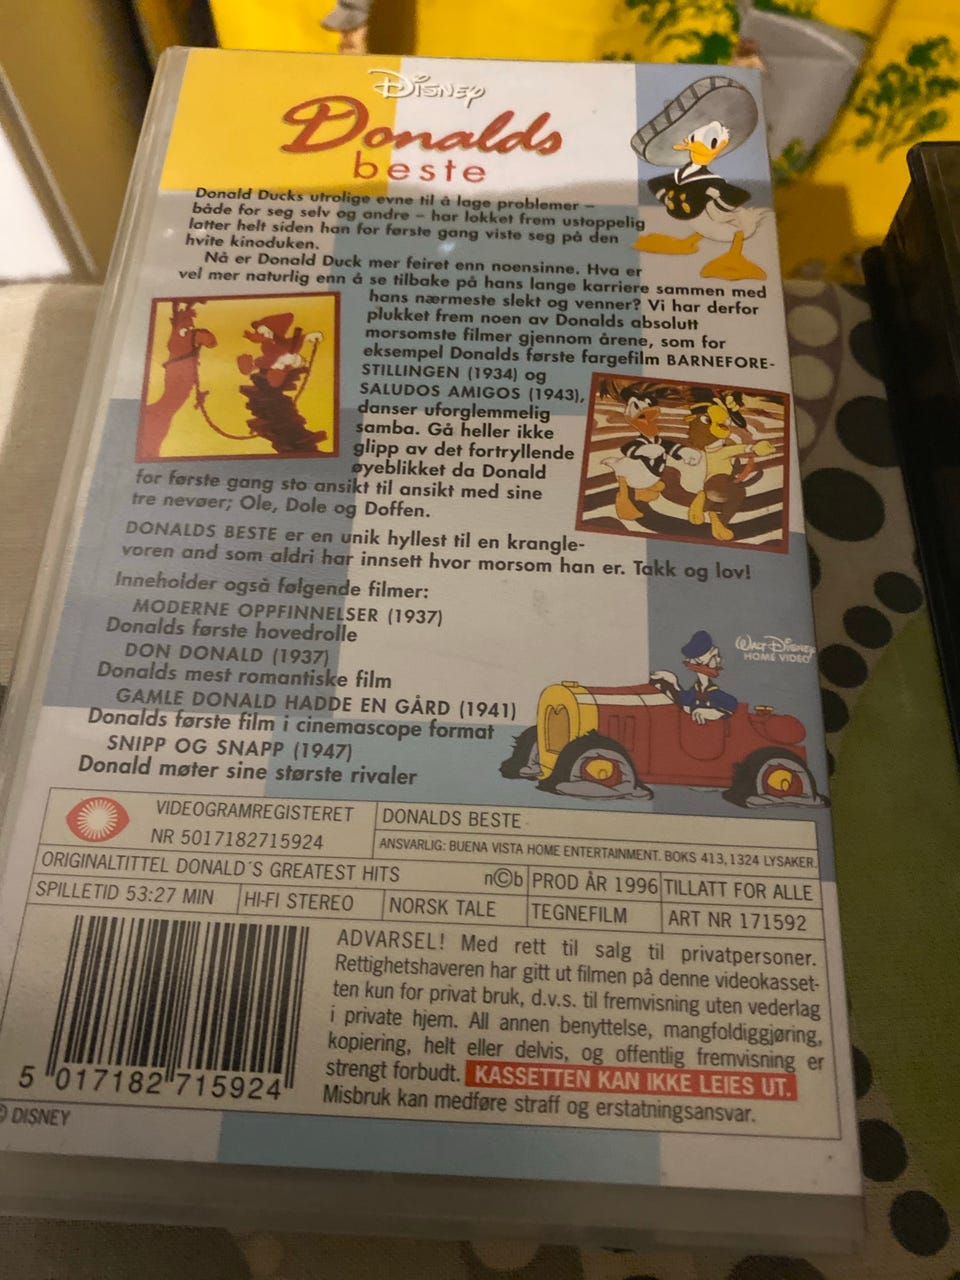 Disney
Donalds
beste
Donald Ducks utrolige evne til å lage problemer –
både for seg selv og andre – har lokket frem ustoppelig
latter helt siden han for første gang viste seg på den
hvite kinoduken.
Nå er Donald Duck mer feiret enn noensinne. Hva er
vel mer naturlig enn å se tilbake på hans lange karriere sammen med
hans nærmeste slekt og venner? Vi har derfor
plukket frem noen av Donalds absolutt
morsomste filmer gjennom årene, som for
eksempel Donalds første fargefilm BARNEFORE-
STILLINGEN (1934) og
SALUDOS AMIGOS (1943),
danser uforglemmelig
samba. Gå heller ikke
glipp av det fortryllende
øyeblikket da Donald
for første gang sto ansikt til ansikt med sine
tre nevøer; Ole, Dole og Doffen.
DONALDS BESTE er en unik hyllest til en krangle-
voren and som aldri har innsett hvor morsom han er. Takk og lov!
Inneholder også følgende filmer:
MODERNE OPPFINNELSER (1937)
Donalds første hovedrolle
DON DONALD (1937)
Donalds mest romantiske film
GAMLE DONALD HADDE EN GÅRD (1941)
Donalds første film i cinemascope format
SNIPP OG SNAPP (1947)
Donald møter sine største rivaler
WALT DISNEY
HOME VIDEO
VIDEOGRAMREGISTERET
NR 5017182715924
DONALDS BESTE
ANSVARLIG: BUENA VISTA HOME ENTERTAINMENT. BOKS 413, 1324 LYSAKER.
ORIGINALTITTEL DONALD´S GREATEST HITS
n©b PROD ÅR 1996 TILLATT FOR ALLE
SPILLETID 53:27 MIN HI-FI STEREO NORSK TALE TEGNEFILM ART NR 171592
ADVARSEL! Med rett til salg til privatpersoner.
Rettighetshaveren har gitt ut filmen på denne videokasset-
ten kun for privat bruk, d.v.s. til fremvisning uten vederlag
i private hjem. All annen benyttelse, mangfoldiggjøring,
kopiering, helt eller delvis, og offentlig fremvisning er
strengt forbudt. KASSETTEN KAN IKKE LEIES UT.
Misbruk kan medføre straff og erstatningsansvar.
5 017182 715924
© DISNEY